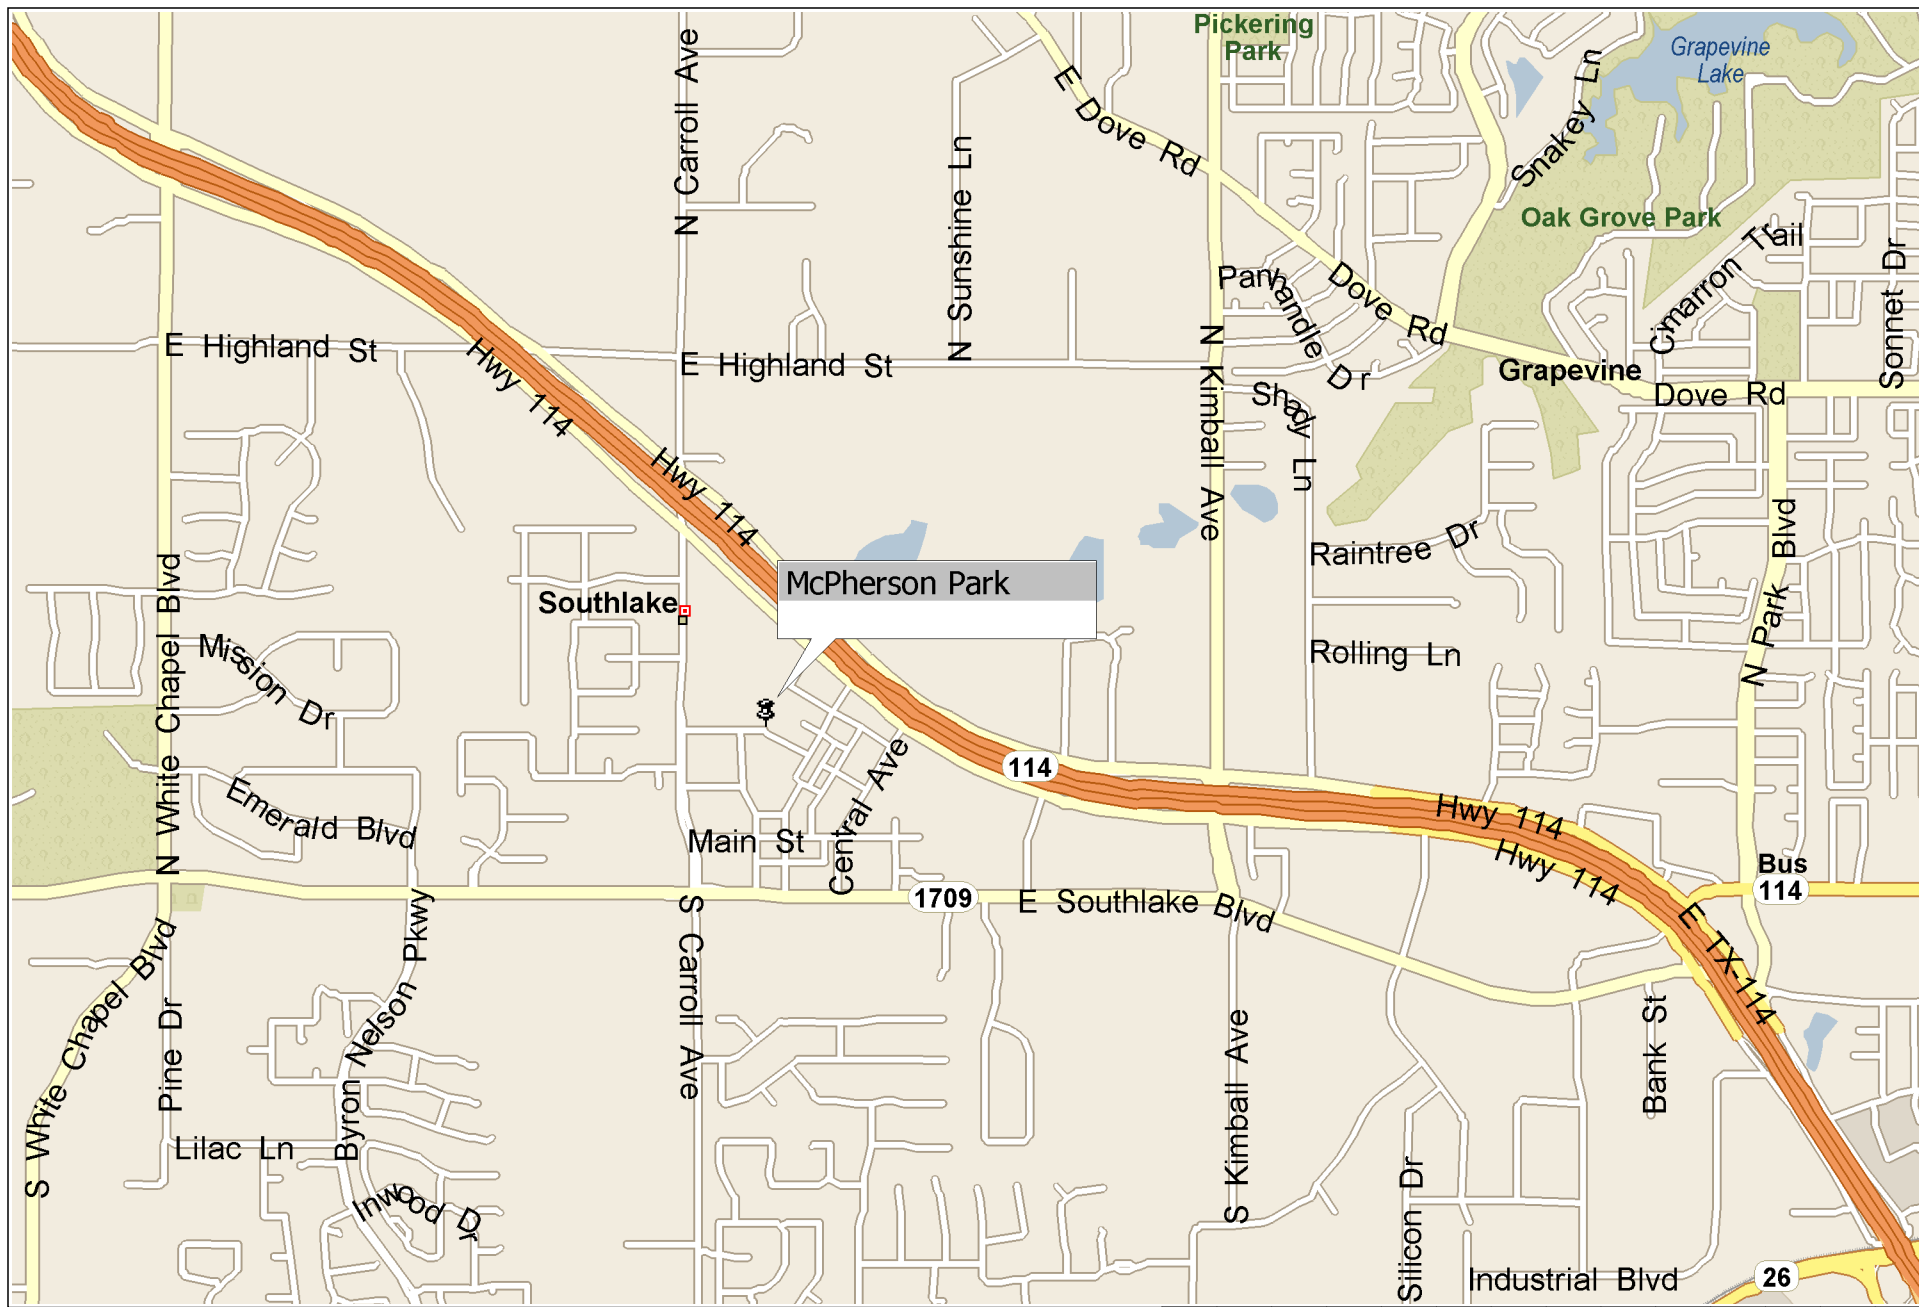 Pickering
Park
Grapevine
Lake
N Carroll Ave
E Dove Rd
Snakey Ln
N Sunshine Ln
Oak Grove Park
Cimarron Trail
Sonnet Dr
Panhandle Dr
Dove Rd
E Highland St
E Highland St
Hwy 114
N Kimball Ave
Grapevine
Dove Rd
Shady Ln
Hwy 114
Raintree Dr
N Park Blvd
McPherson Park
Southlake
N White Chapel Blvd
Mission Dr
Rolling Ln
114
Central Ave
Emerald Blvd
Main St
Hwy 114
Hwy 114
Bus
114
1709
E Southlake Blvd
E TX-114
S White Chapel Blvd
Pine Dr
Byron Nelson Pkwy
S Carroll Ave
S Kimball Ave
Bank St
Lilac Ln
Inwood Dr
Silicon Dr
Industrial Blvd
26